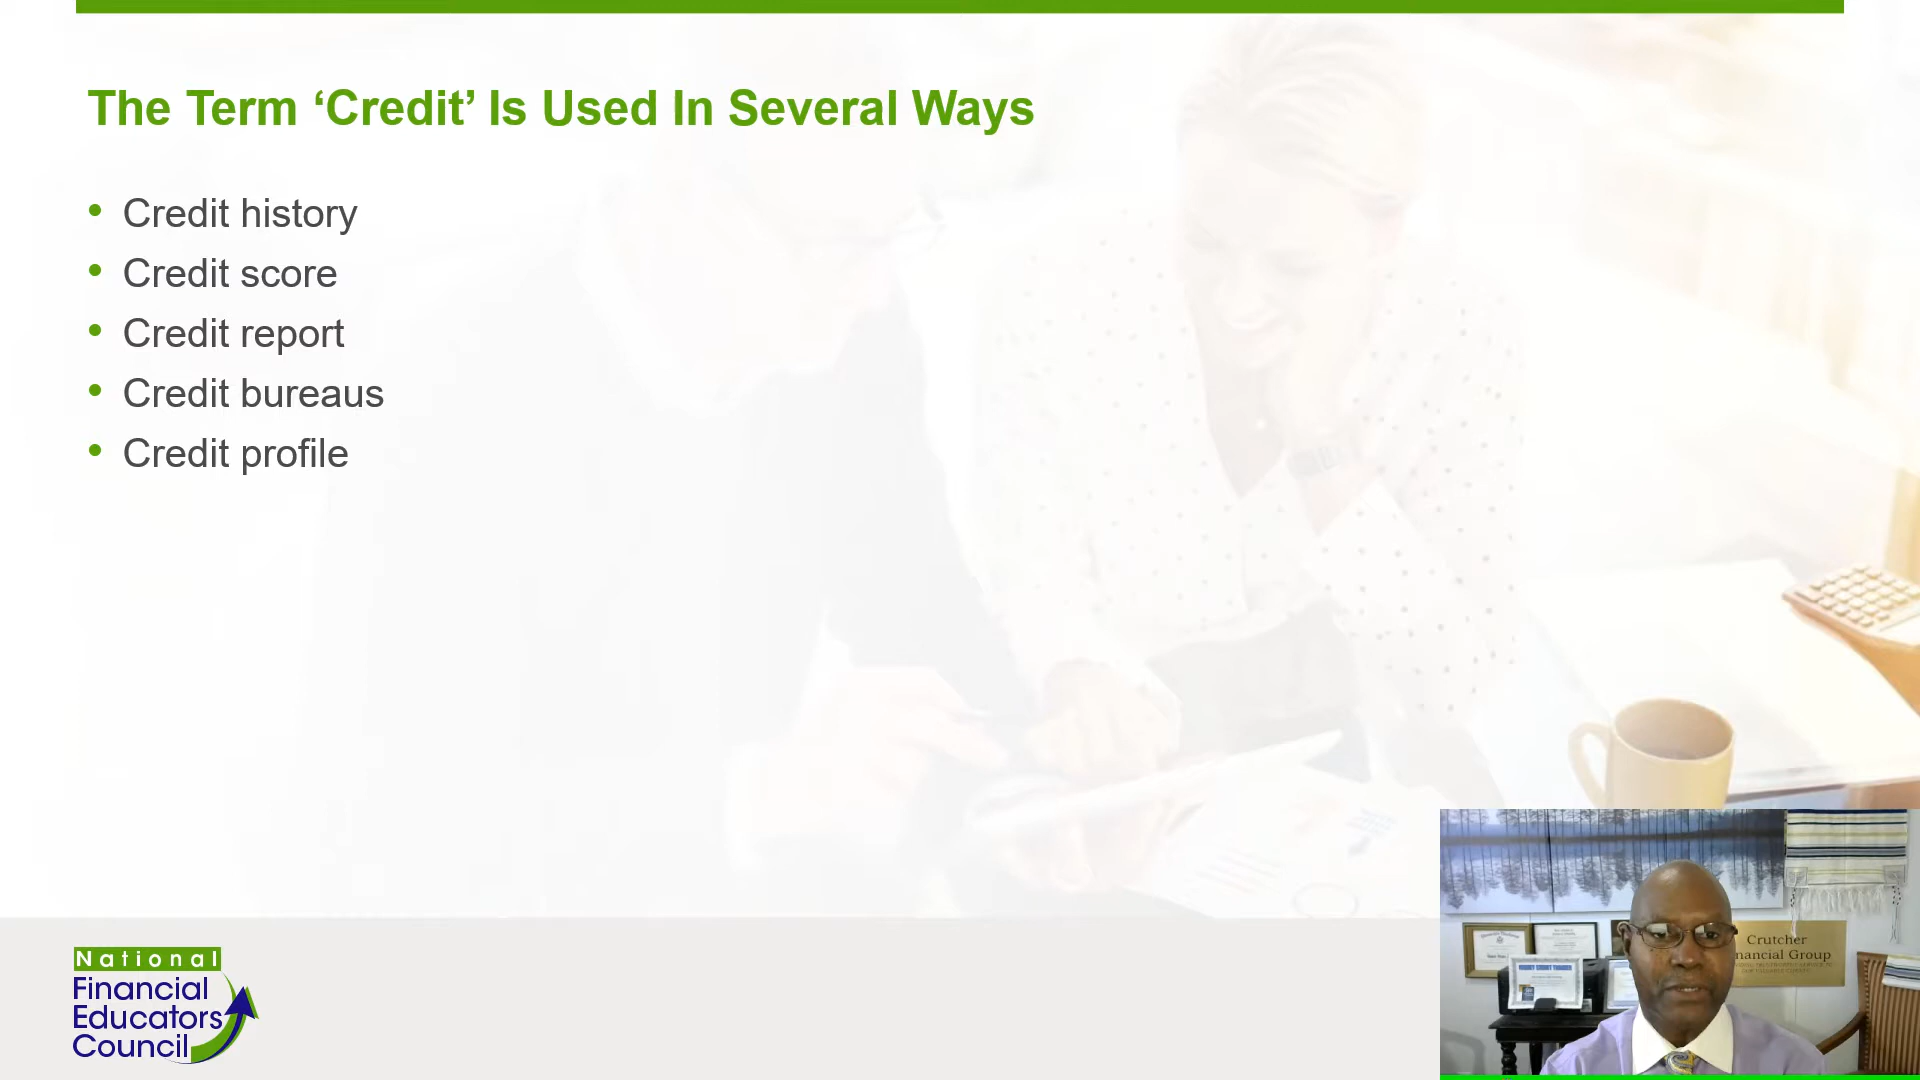 The Term ‘Credit’ Is Used In Several Ways
• Credit history
• Credit score
• Credit report
• Credit bureaus
• Credit profile
National
Financial
Educators
Council
Crutcher
nancial Group